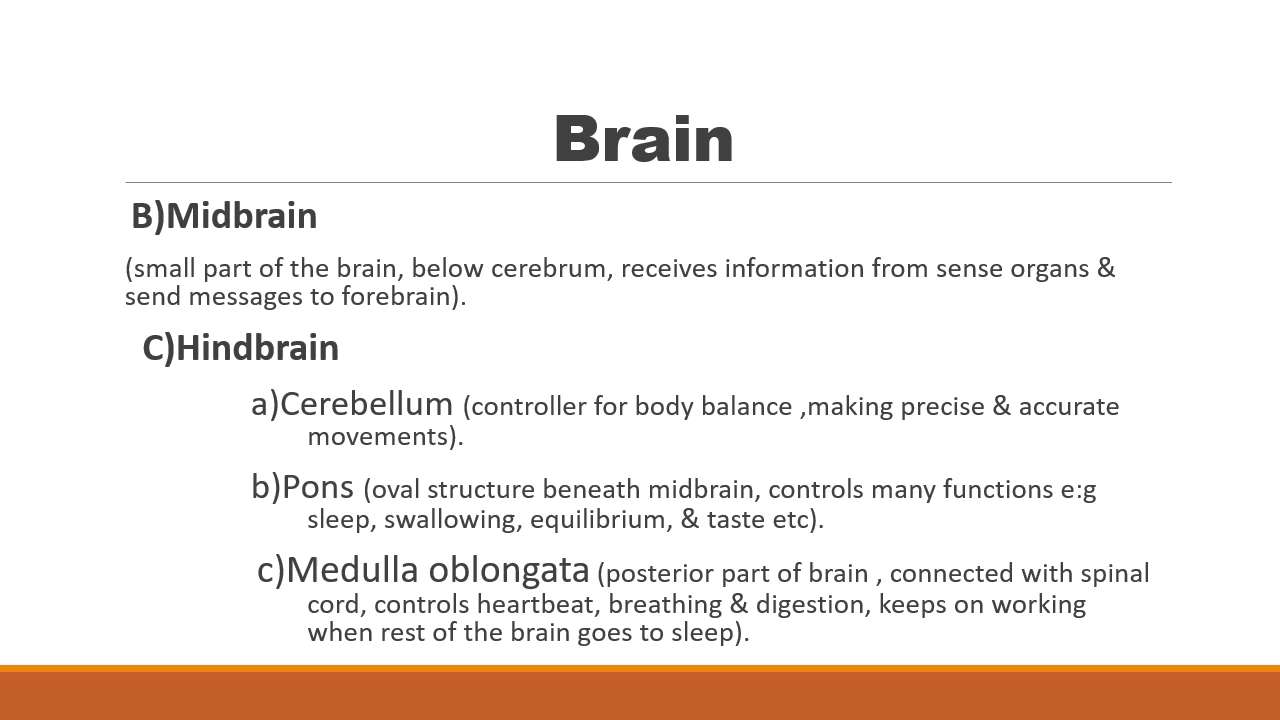 Brain
B)Midbrain
(small part of the brain, below cerebrum, receives information from sense organs &
send messages to forebrain).
C)Hindbrain
a)Cerebellum (controller for body balance ,making precise & accurate
movements).
b)Pons (oval structure beneath midbrain, controls many functions e:g
sleep, swallowing, equilibrium, & taste etc).
c)Medulla oblongata (posterior part of brain , connected with spinal
cord, controls heartbeat, breathing & digestion, keeps on working
when rest of the brain goes to sleep).